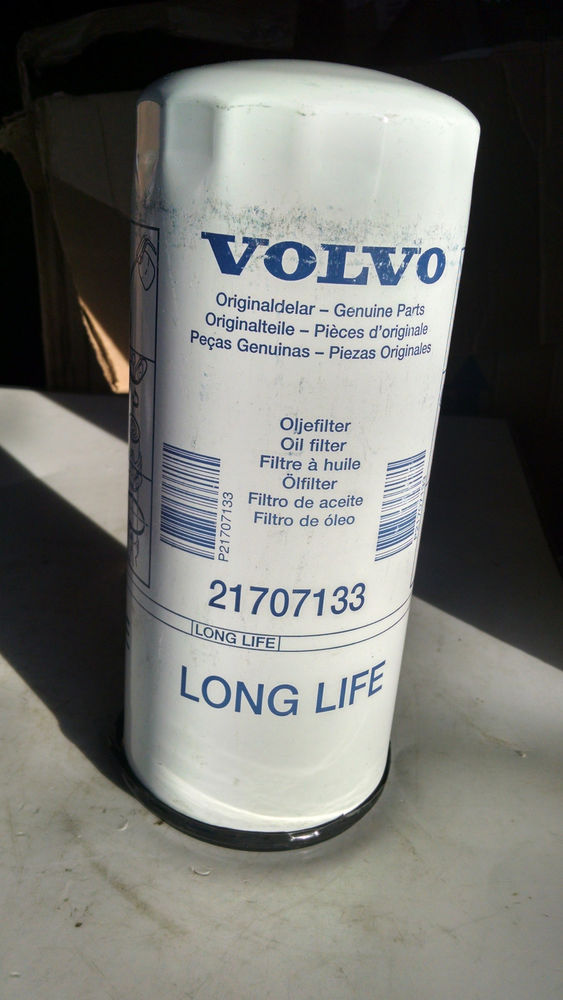 VOLVO
Originaldelar – Genuine Parts
Originalteile – Pièces d'originale
Peças Genuinas – Piezas Originales
Oljefilter
Oil filter
Filtre à huile
Ölfilter
Filtro de aceite
Filtro de óleo
P21707133
21707133
LONG LIFE
LONG LIFE